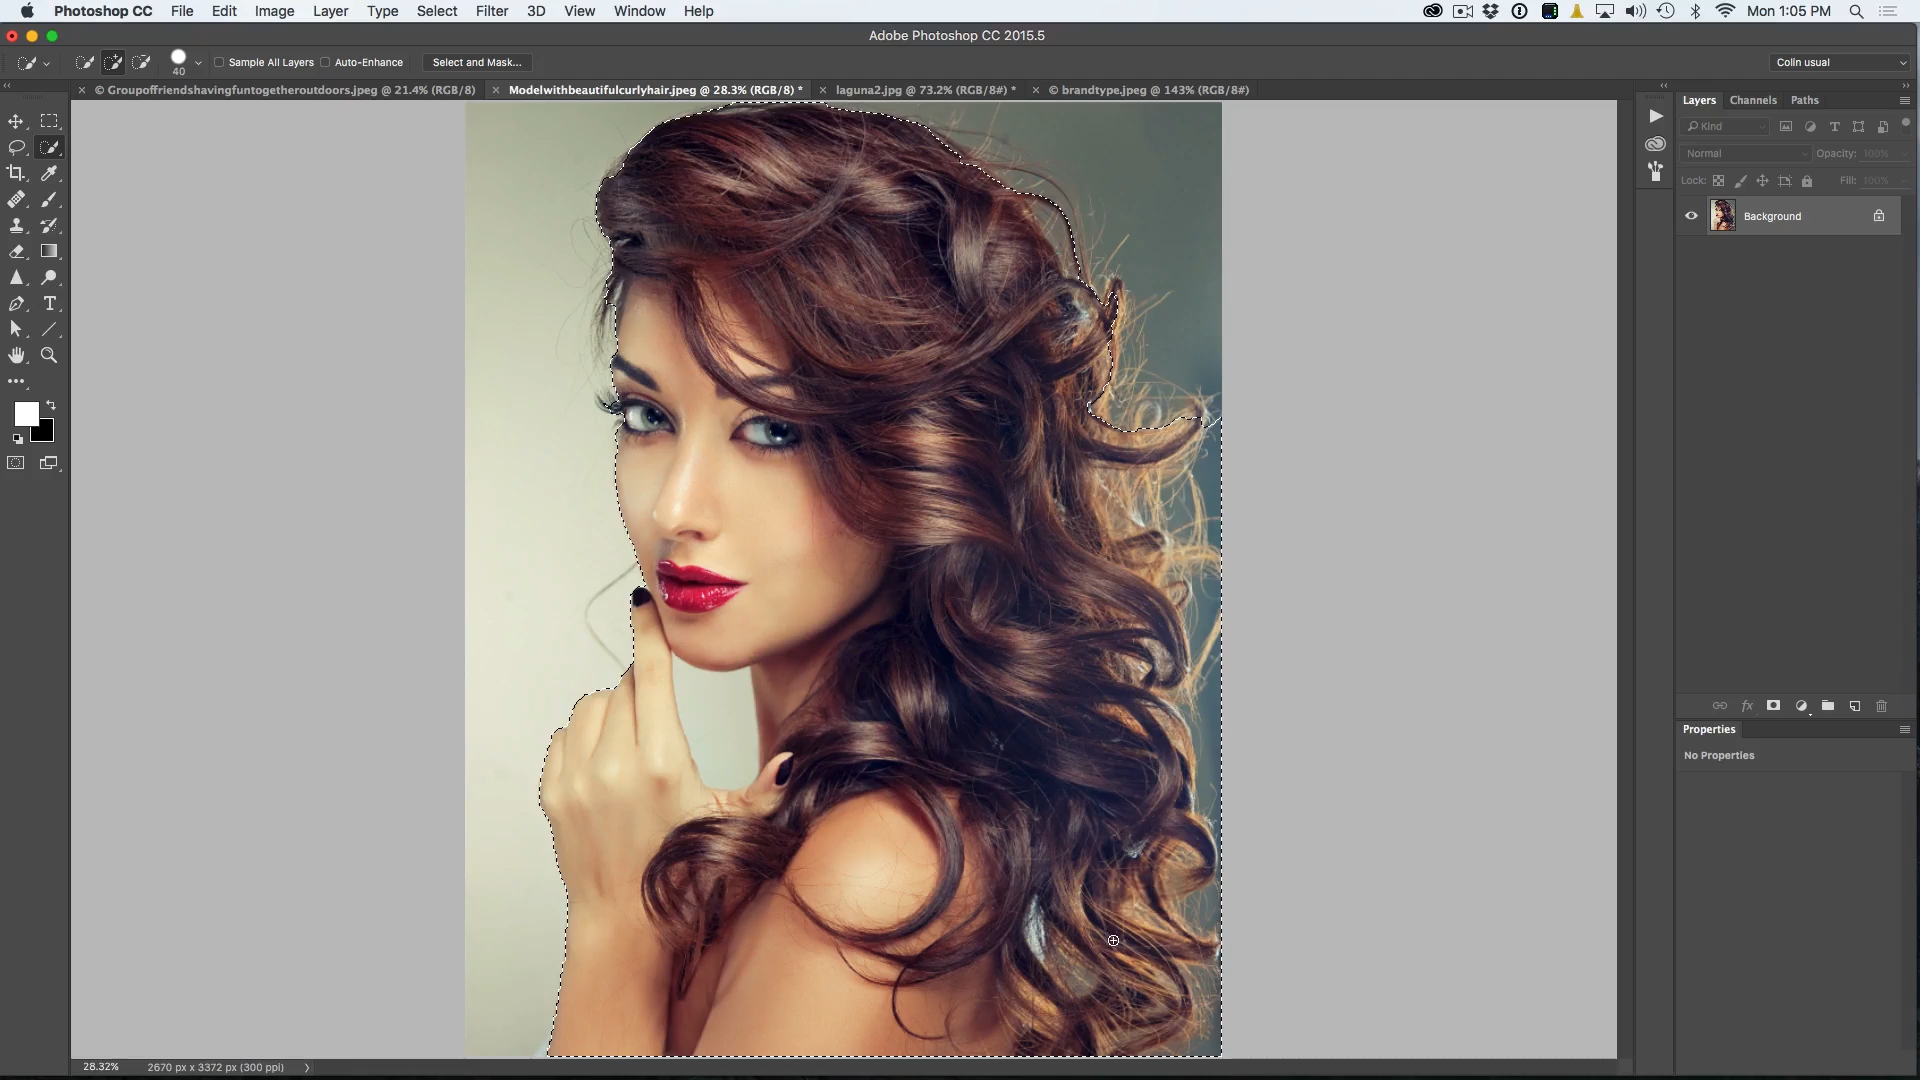 Photoshop CC File Edit Image Layer Type Select Filter 3D View Window Help Mon 1:05 PM
Adobe Photoshop CC 2015.5
40 Sample All Layers Auto-Enhance Select and Mask... Colin usual
© Groupoffriendshavingfuntogetheroutdoors.jpeg @ 21.4% (RGB/8) Modelwithbeautifulcurlyhair.jpeg @ 28.3% (RGB/8) * laguna2.jpg @ 73.2% (RGB/8#) * © brandtype.jpeg @ 143% (RGB/8#)
Layers Channels Paths
Kind
Normal Opacity: 100%
Lock: Fill: 100%
Background
Properties
No Properties
28.32% 2670 px x 3372 px (300 ppi)